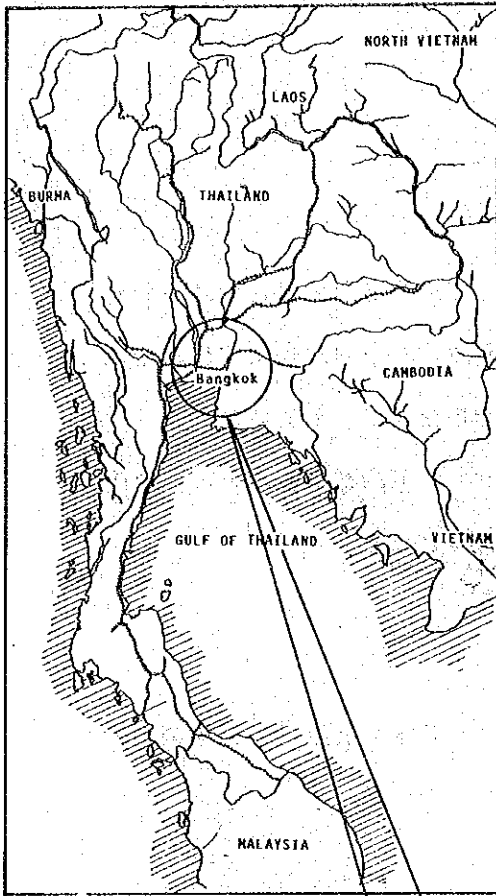 NORTH VIETNAM
LAOS
BURMA
THAILAND
Bangkok
CAMBODIA
GULF OF THAILAND
VIETNAM
MALAYSIA